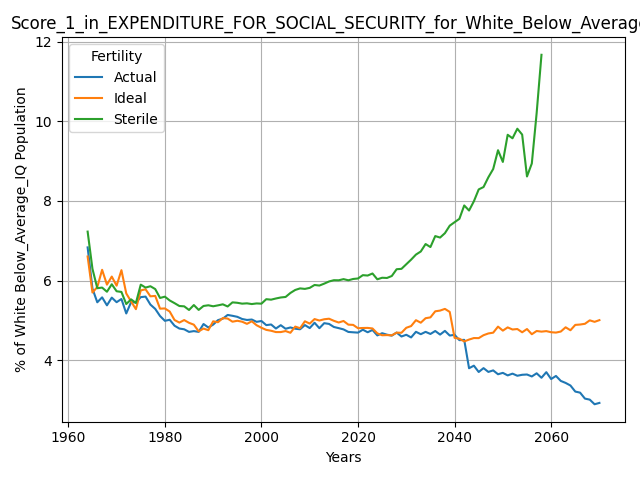 Score_1_in_EXPENDITURE_FOR_SOCIAL_SECURITY_for_White_Below_Average
% of White Below_Average_IQ Population
12
10
8
6
4
Fertility
Actual
Ideal
Sterile
1960 1980 2000 2020 2040 2060
Years